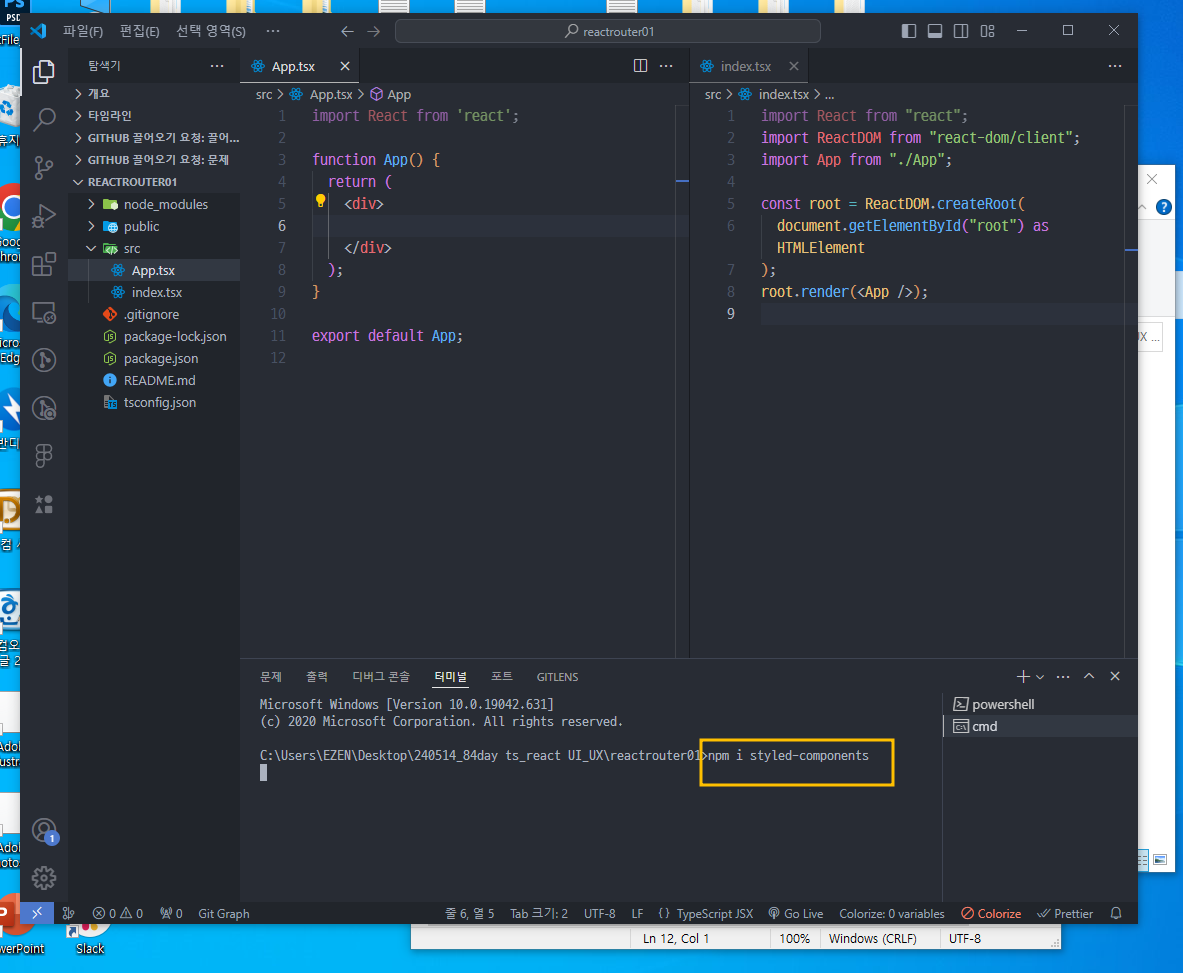 파일(F) 편집(E) 선택 영역(S) ··· reactrouter01
탐색기 ···
개요
타임라인
GITHUB 끌어오기 요청: 끌어...
GITHUB 끌어오기 요청: 문제
REACTROUTER01
node_modules
public
src
App.tsx
index.tsx
.gitignore
package-lock.json
package.json
README.md
tsconfig.json
1
App.tsx
src > App.tsx > App
1 import React from 'react';
2
3 function App() {
4 return (
5 <div>
6
7 </div>
8 );
9 }
10
11 export default App;
12
index.tsx
src > index.tsx > ...
1 import React from "react";
2 import ReactDOM from "react-dom/client";
3 import App from "./App";
4
5 const root = ReactDOM.createRoot(
6 document.getElementById("root") as
HTMLElement
7 );
8 root.render(<App />);
9
문제 출력 디버그 콘솔 터미널 포트 GITLENS
Microsoft Windows [Version 10.0.19042.631]
(c) 2020 Microsoft Corporation. All rights reserved.
C:\Users\EZEN\Desktop\240514_84day ts_react UI_UX\reactrouter01>npm i styled-components
powershell
cmd
0 0 0 Git Graph 줄 6, 열 5 Tab 크기: 2 UTF-8 LF {} TypeScript JSX Go Live Colorize: 0 variables Colorize Prettier
Ln 12, Col 1 100% Windows (CRLF) UTF-8
werPoint
Slack
UX ...